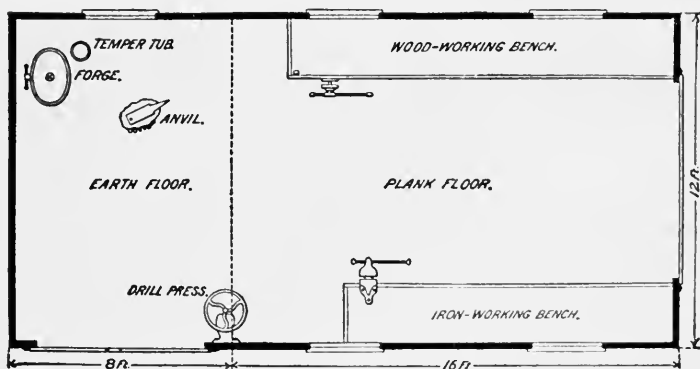 TEMPER TUB.
WOOD-WORKING BENCH.
FORGE.
ANVIL.
EARTH FLOOR.
PLANK FLOOR.
12 ft.
DRILL PRESS.
IRON-WORKING BENCH.
8 ft.
16 ft